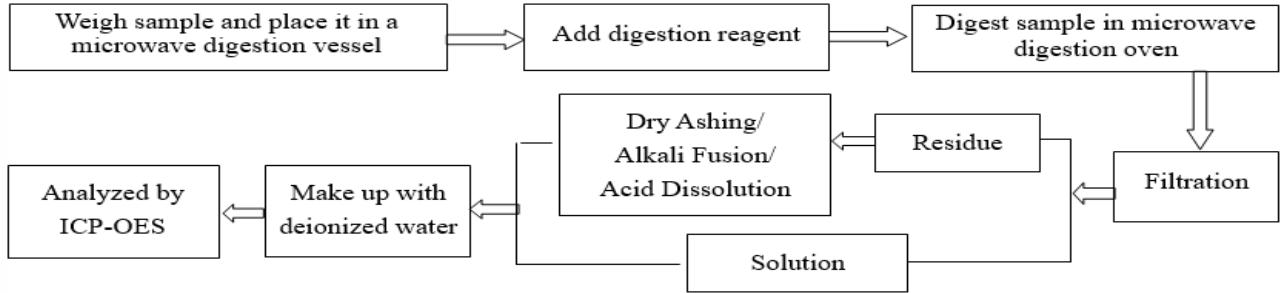 Weigh sample and place it in a
microwave digestion vessel
Add digestion reagent
Digest sample in microwave
digestion oven
Filtration
Residue
Dry Ashing/
Alkali Fusion/
Acid Dissolution
Solution
Make up with
deionized water
Analyzed by
ICP-OES